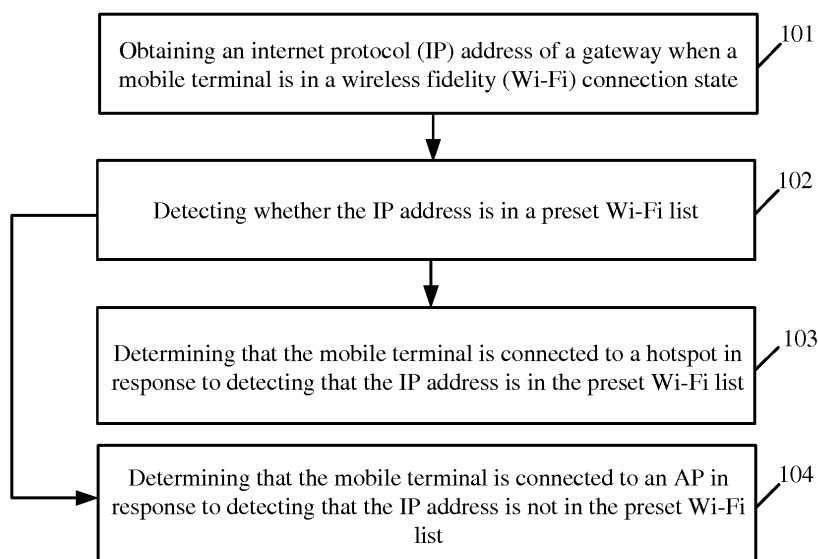 101
Obtaining an internet protocol (IP) address of a gateway when a
mobile terminal is in a wireless fidelity (Wi-Fi) connection state
102
Detecting whether the IP address is in a preset Wi-Fi list
103
Determining that the mobile terminal is connected to a hotspot in
response to detecting that the IP address is in the preset Wi-Fi list
104
Determining that the mobile terminal is connected to an AP in
response to detecting that the IP address is not in the preset Wi-Fi
list